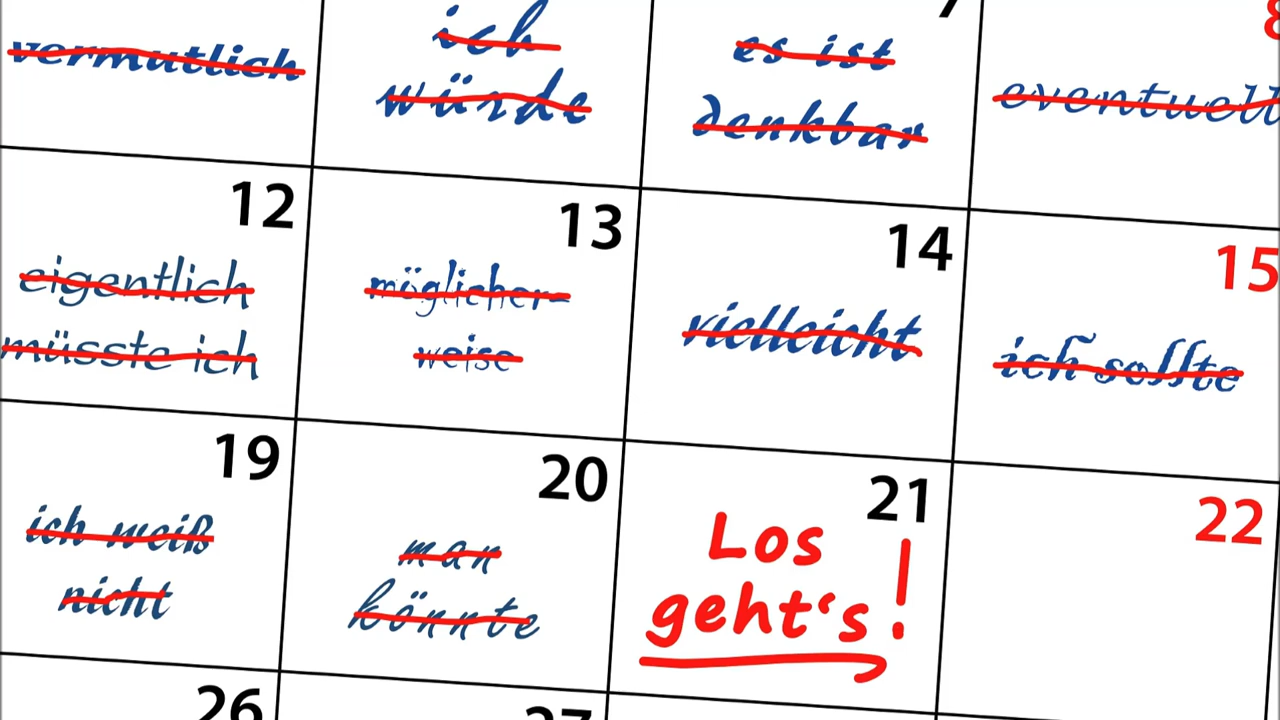 7
8
vermutlich
ich
würde
es ist
denkbar
eventuell
12
13
14
15
eigentlich
müsste ich
möglicher-
weise
vielleicht
ich sollte
19
20
21
22
ich weiß
nicht
man
könnte
Los
geht's!
26
27